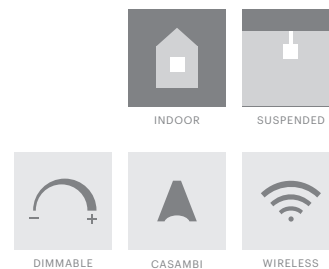 INDOOR SUSPENDED
− +
DIMMABLE CASAMBI WIRELESS